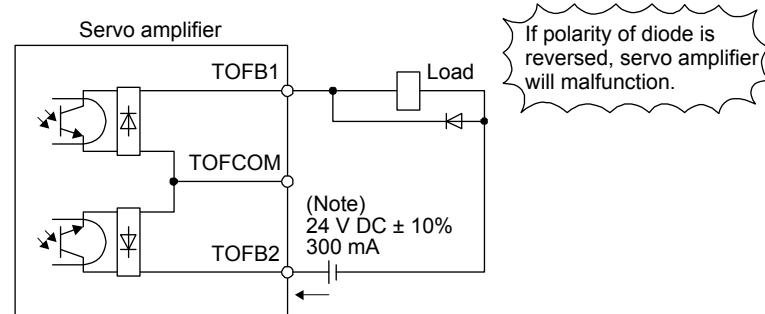 Servo amplifier
If polarity of diode is
reversed, servo amplifier
will malfunction.
TOFB1
Load
TOFCOM
(Note)
24 V DC ± 10%
300 mA
TOFB2